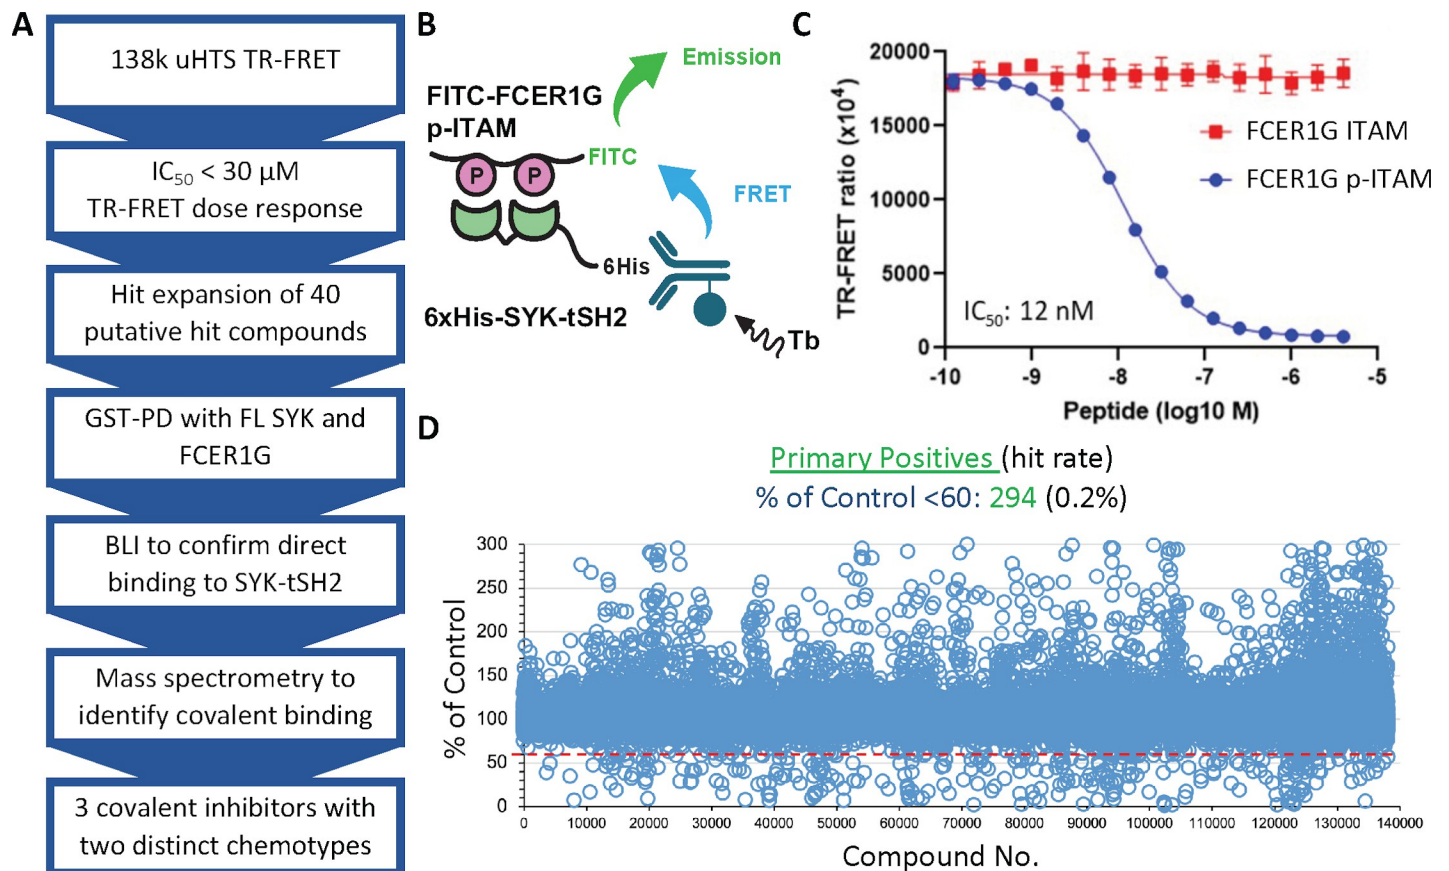 A
138k uHTS TR-FRET
IC₅₀ < 30 µM
TR-FRET dose response
Hit expansion of 40
putative hit compounds
GST-PD with FL SYK and
FCER1G
BLI to confirm direct
binding to SYK-tSH2
Mass spectrometry to
identify covalent binding
3 covalent inhibitors with
two distinct chemotypes
B
Emission
FITC-FCER1G
p-ITAM
FITC
P P
FRET
6His
6xHis-SYK-tSH2
Tb
C
TR-FRET ratio (x10⁴)
20000
15000
10000
5000
0
FCER1G ITAM
FCER1G p-ITAM
IC₅₀: 12 nM
-10 -9 -8 -7 -6 -5
Peptide (log10 M)
D
Primary Positives (hit rate)
% of Control <60: 294 (0.2%)
% of Control
300
250
200
150
100
50
0
0 10000 20000 30000 40000 50000 60000 70000 80000 90000 100000 110000 120000 130000 140000
Compound No.